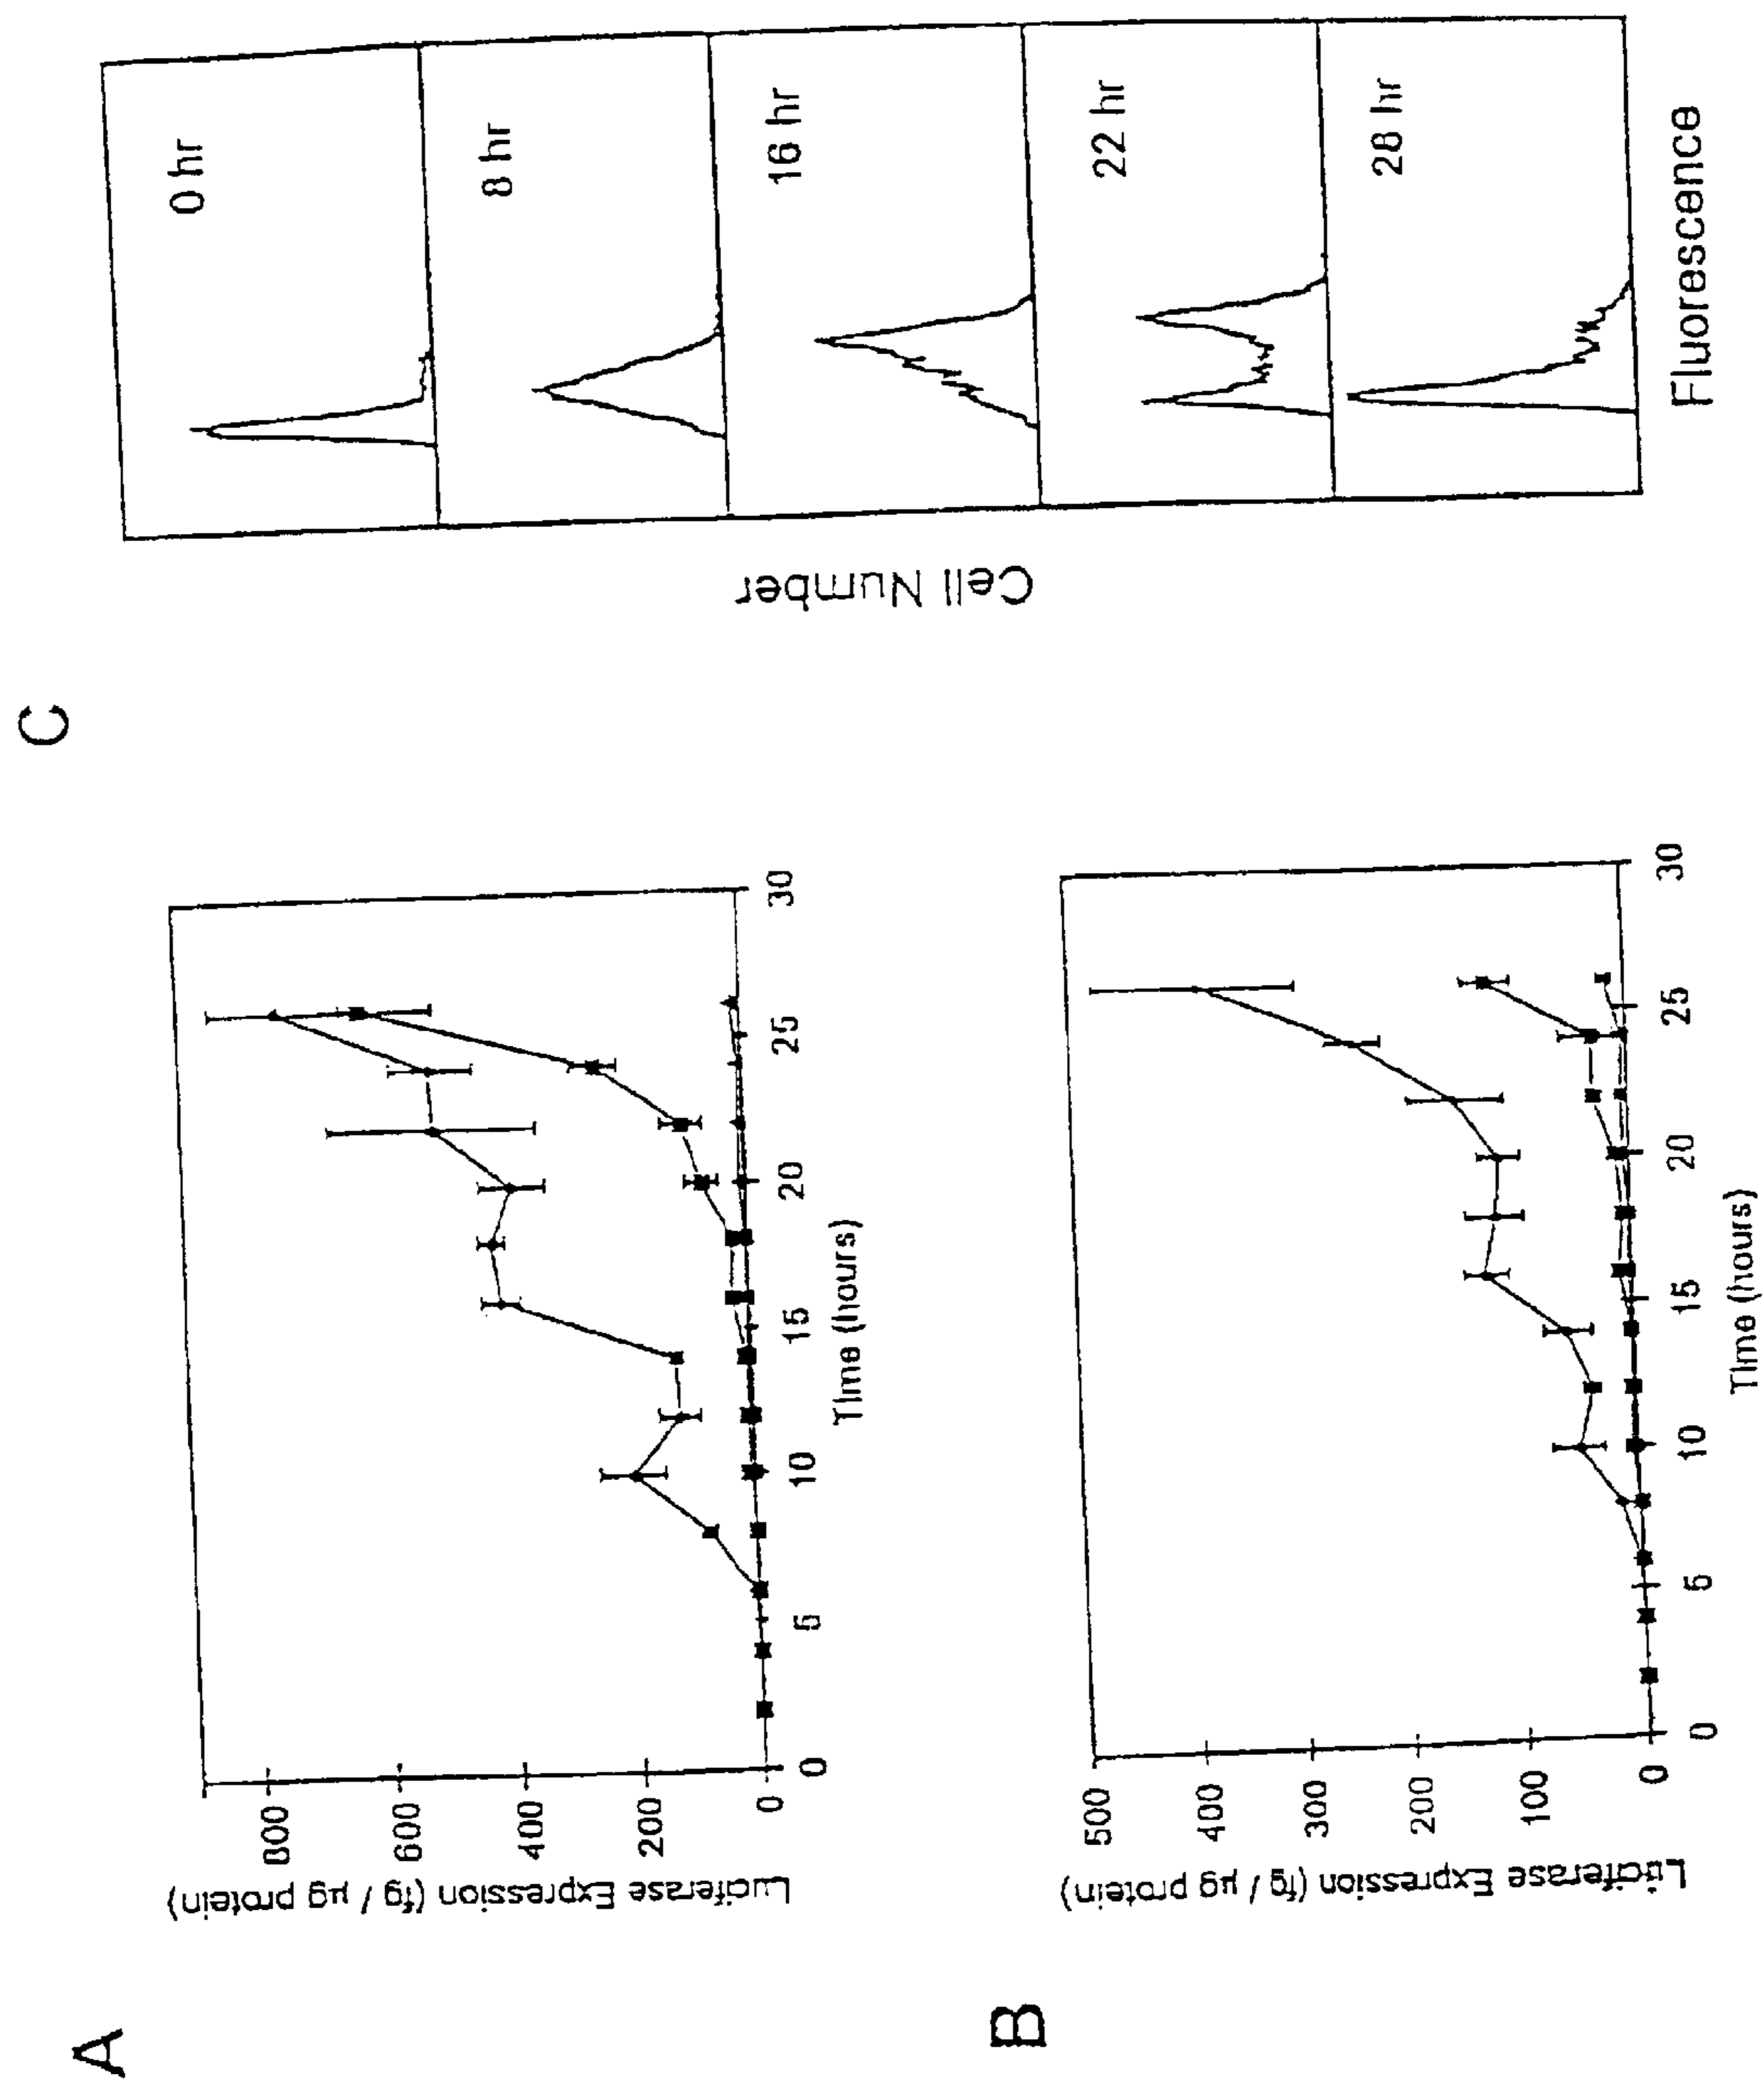 A
Luciferase Expression (fg / µg protein)
800
600
400
200
0
0
5
10
15
20
25
30
Time (hours)
B
Luciferase Expression (fg / µg protein)
500
400
300
200
100
0
0
5
10
15
20
25
30
Time (hours)
C
Cell Number
0 hr
8 hr
16 hr
22 hr
28 hr
Fluorescence